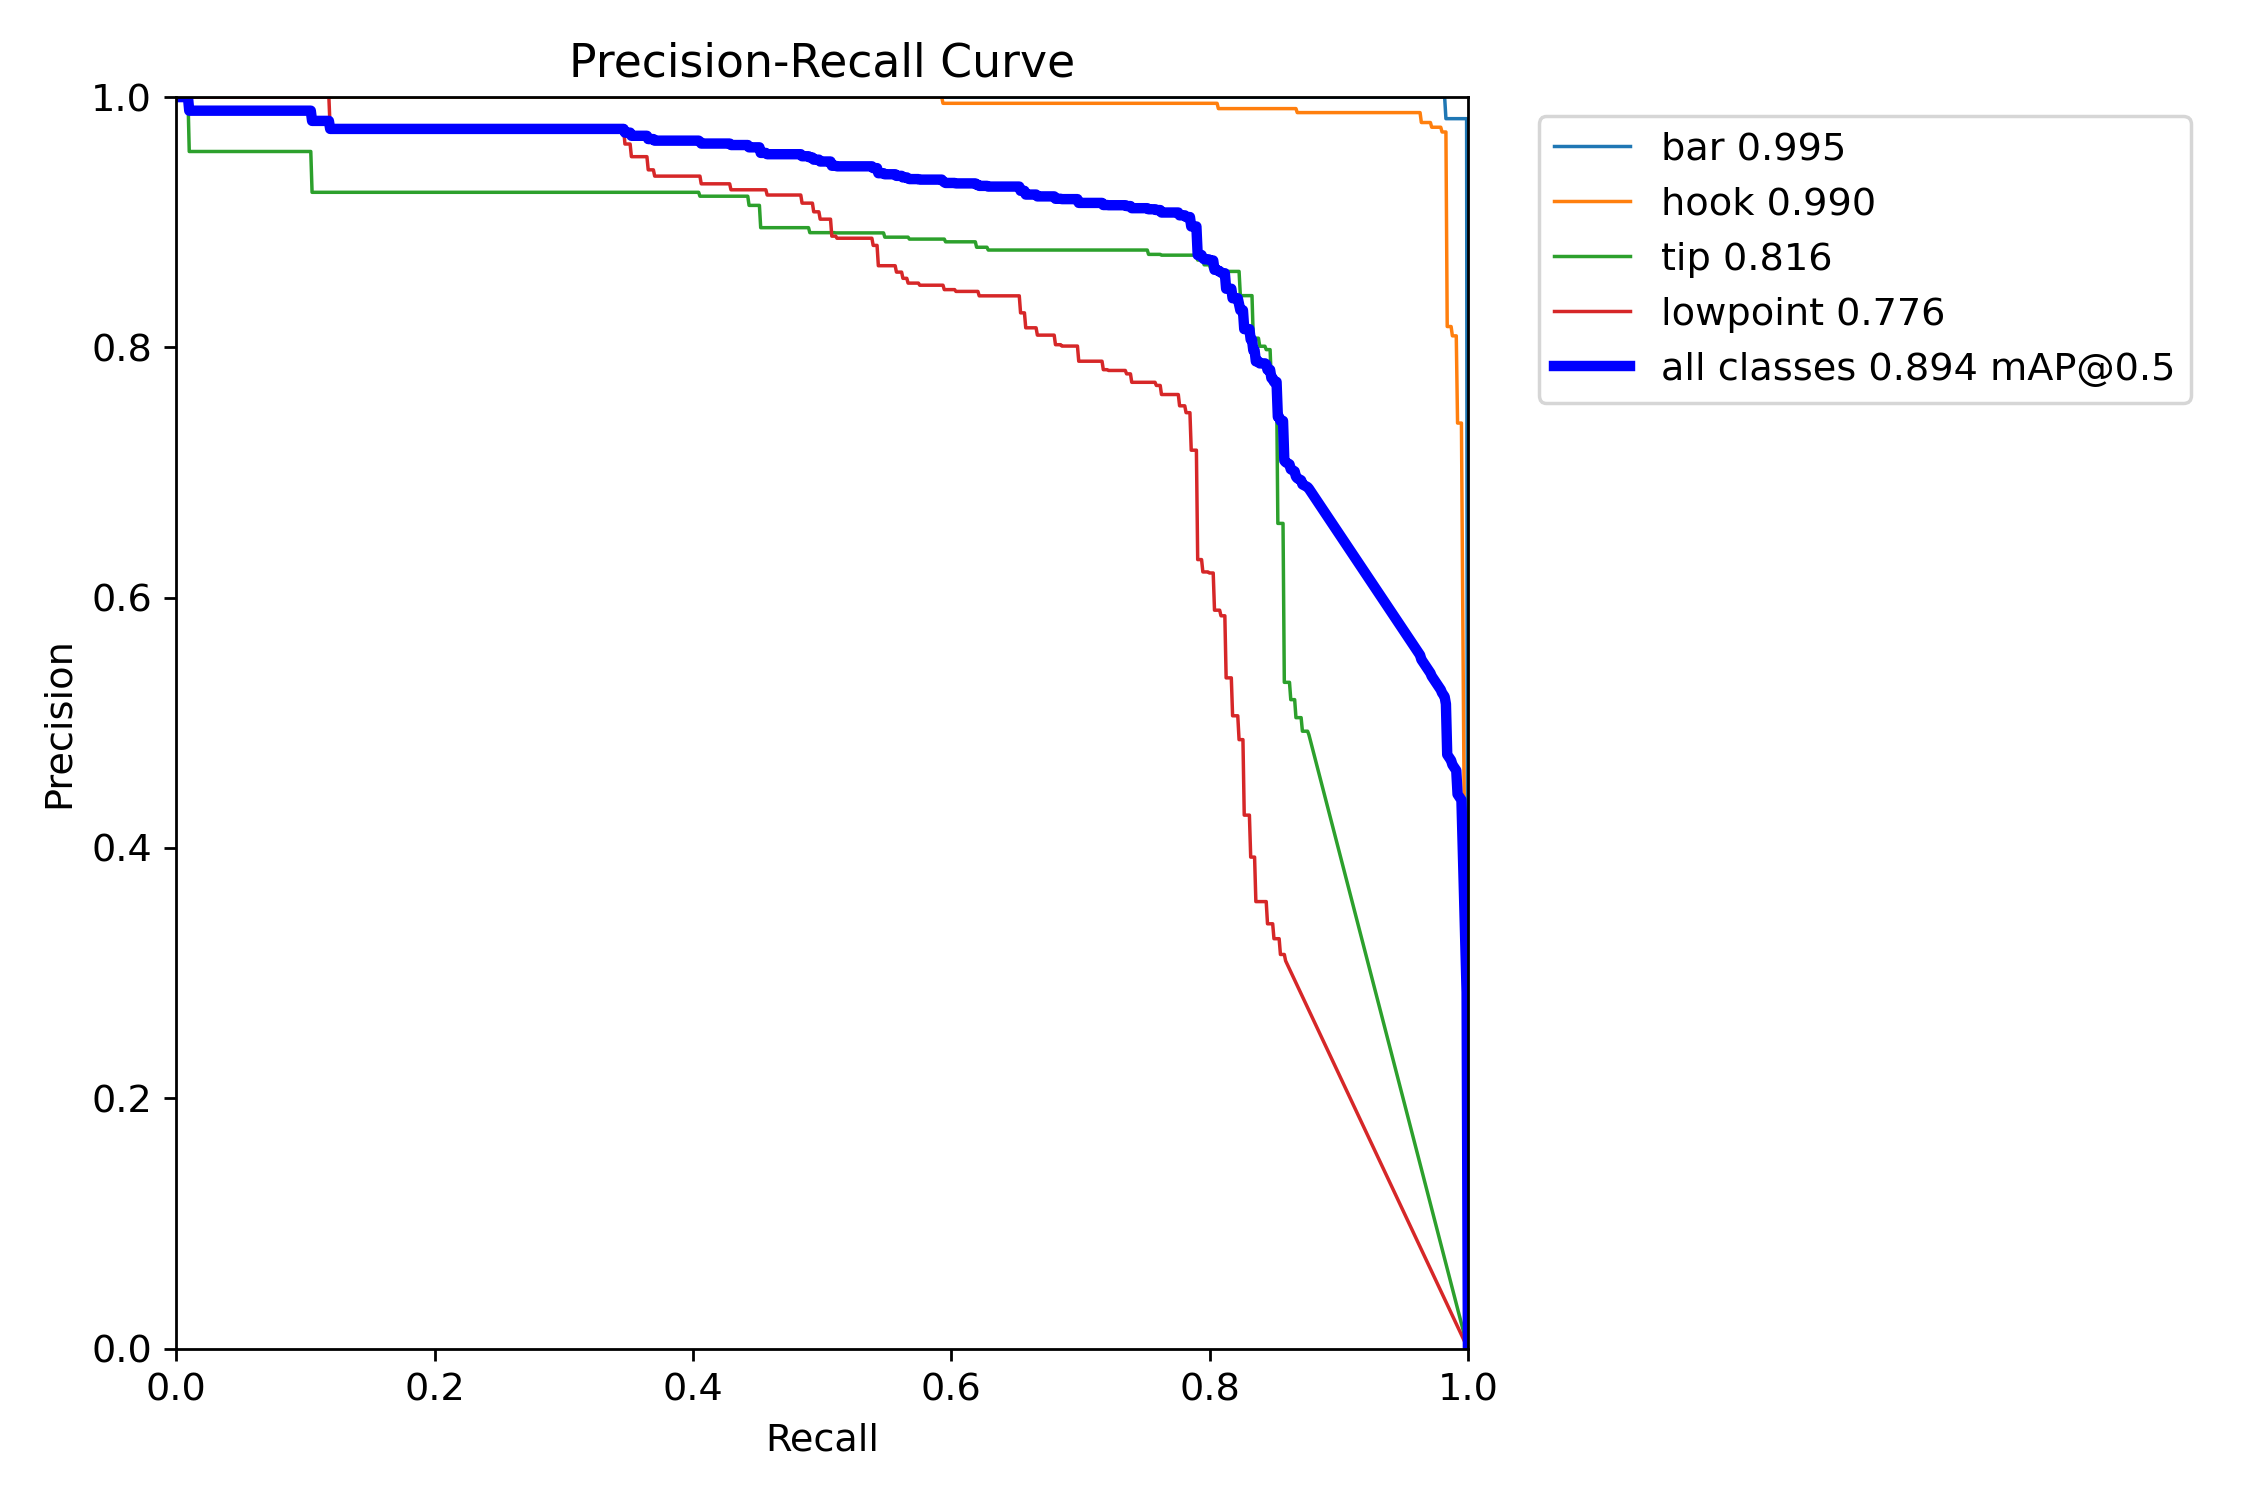 Precision-Recall Curve
1.0
0.8
0.6
0.4
0.2
0.0
Precision
0.0 0.2 0.4 0.6 0.8 1.0
Recall
bar 0.995
hook 0.990
tip 0.816
lowpoint 0.776
all classes 0.894 mAP@0.5